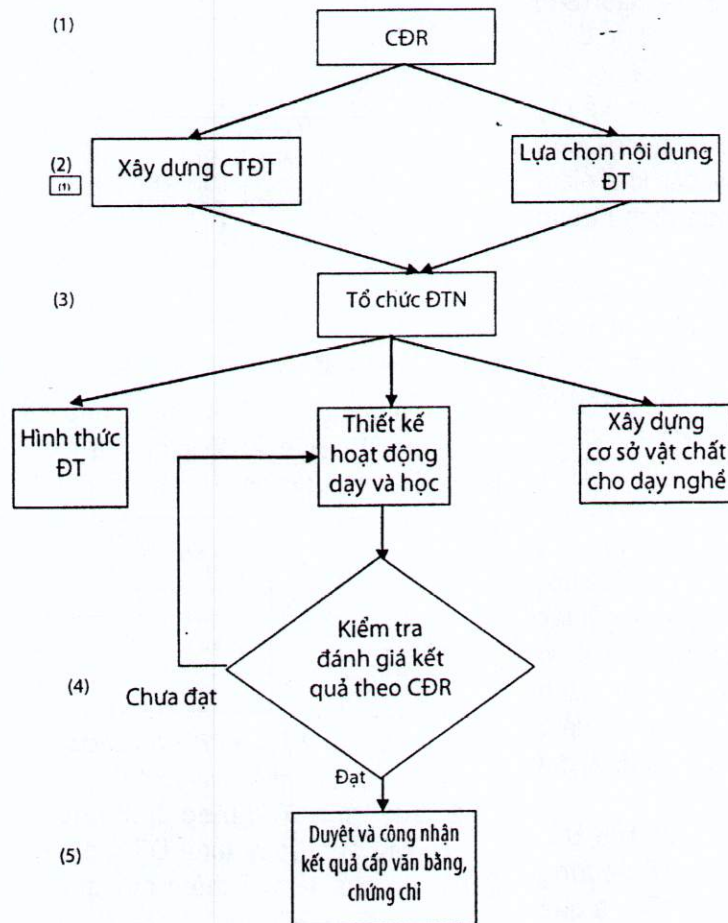 (1)
CĐR
(2)
(1)
Xây dựng CTĐT
Lựa chọn nội dung
ĐT
(3)
Tổ chức ĐTN
Hình thức
ĐT
Thiết kế
hoạt động
dạy và học
Xây dựng
cơ sở vật chất
cho dạy nghề
Kiểm tra
đánh giá kết
quả theo CĐR
(4)
Chưa đạt
Đạt
(5)
Duyệt và công nhận
kết quả cấp văn bằng,
chứng chỉ